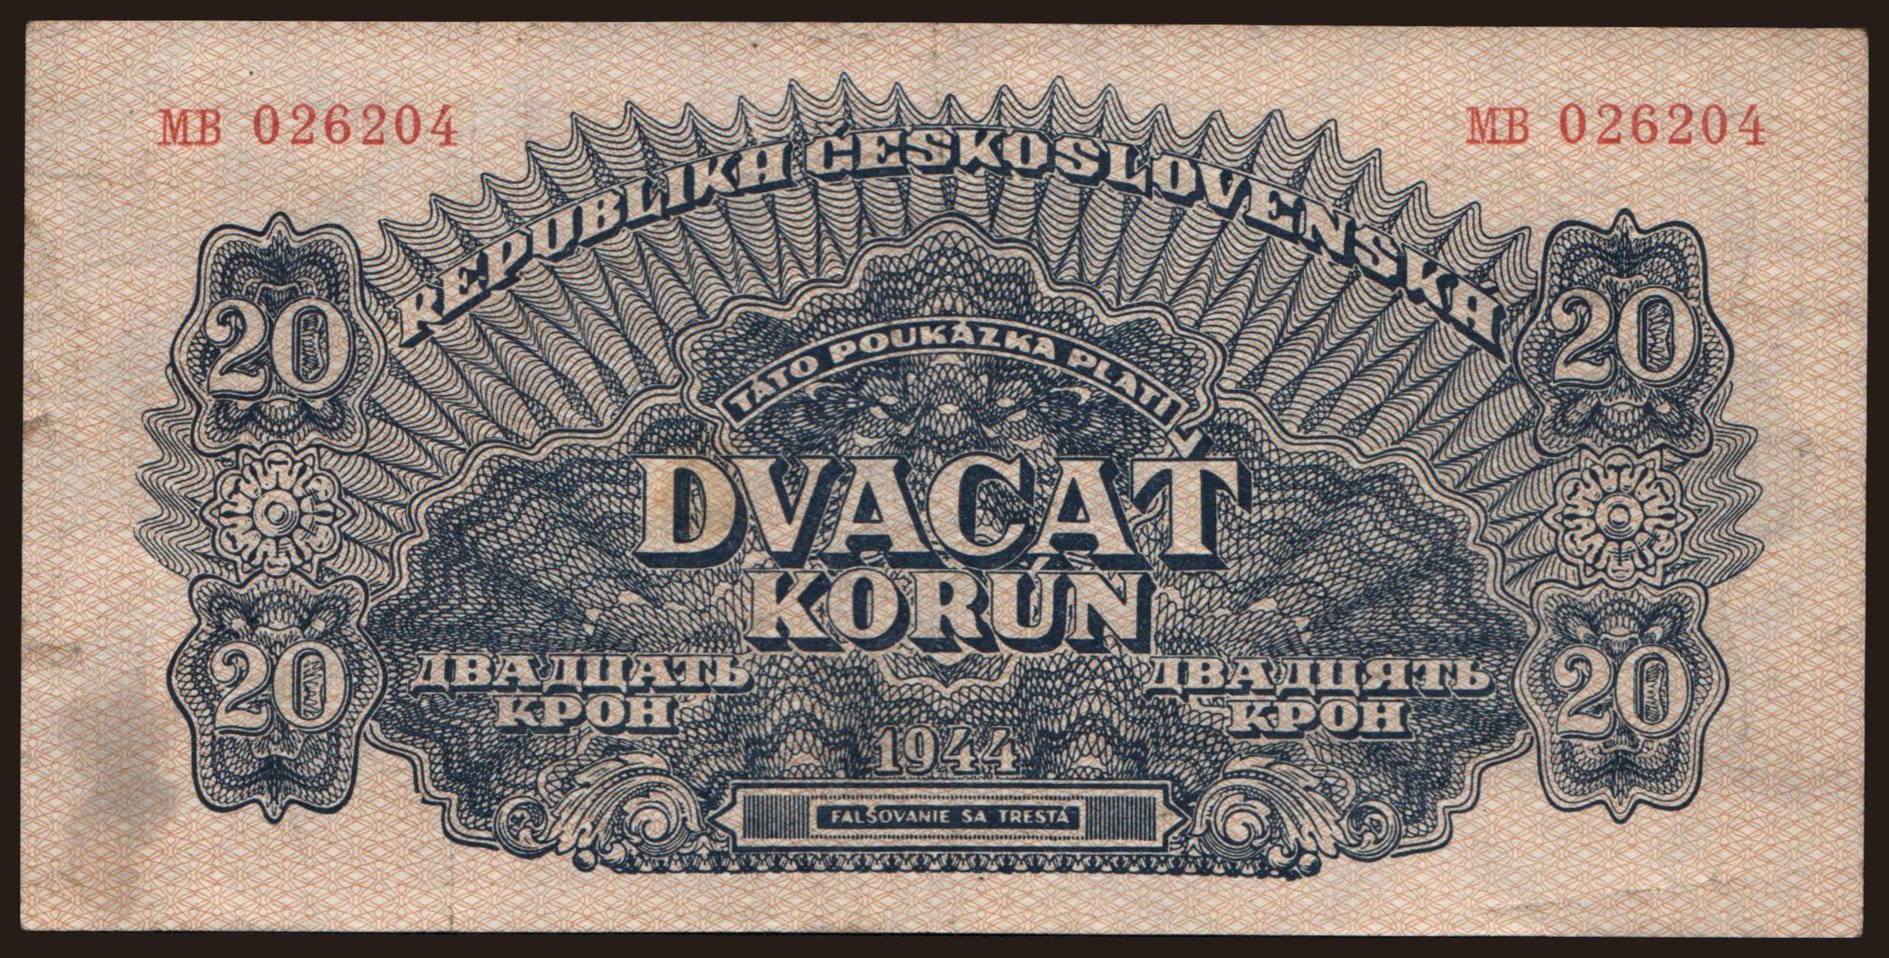 MB 026204
MB 026204
REPUBLIKA ČESKOSLOVENSKÁ
20
20
TÁTO POUKÁZKA PLATÍ
DVACAŤ
KORÚN
ДВАДЦАТЬ
КРОН
ДВАДЦЯТЬ
КРОН
20
20
1944
FALŠOVANIE SA TRESTÁ